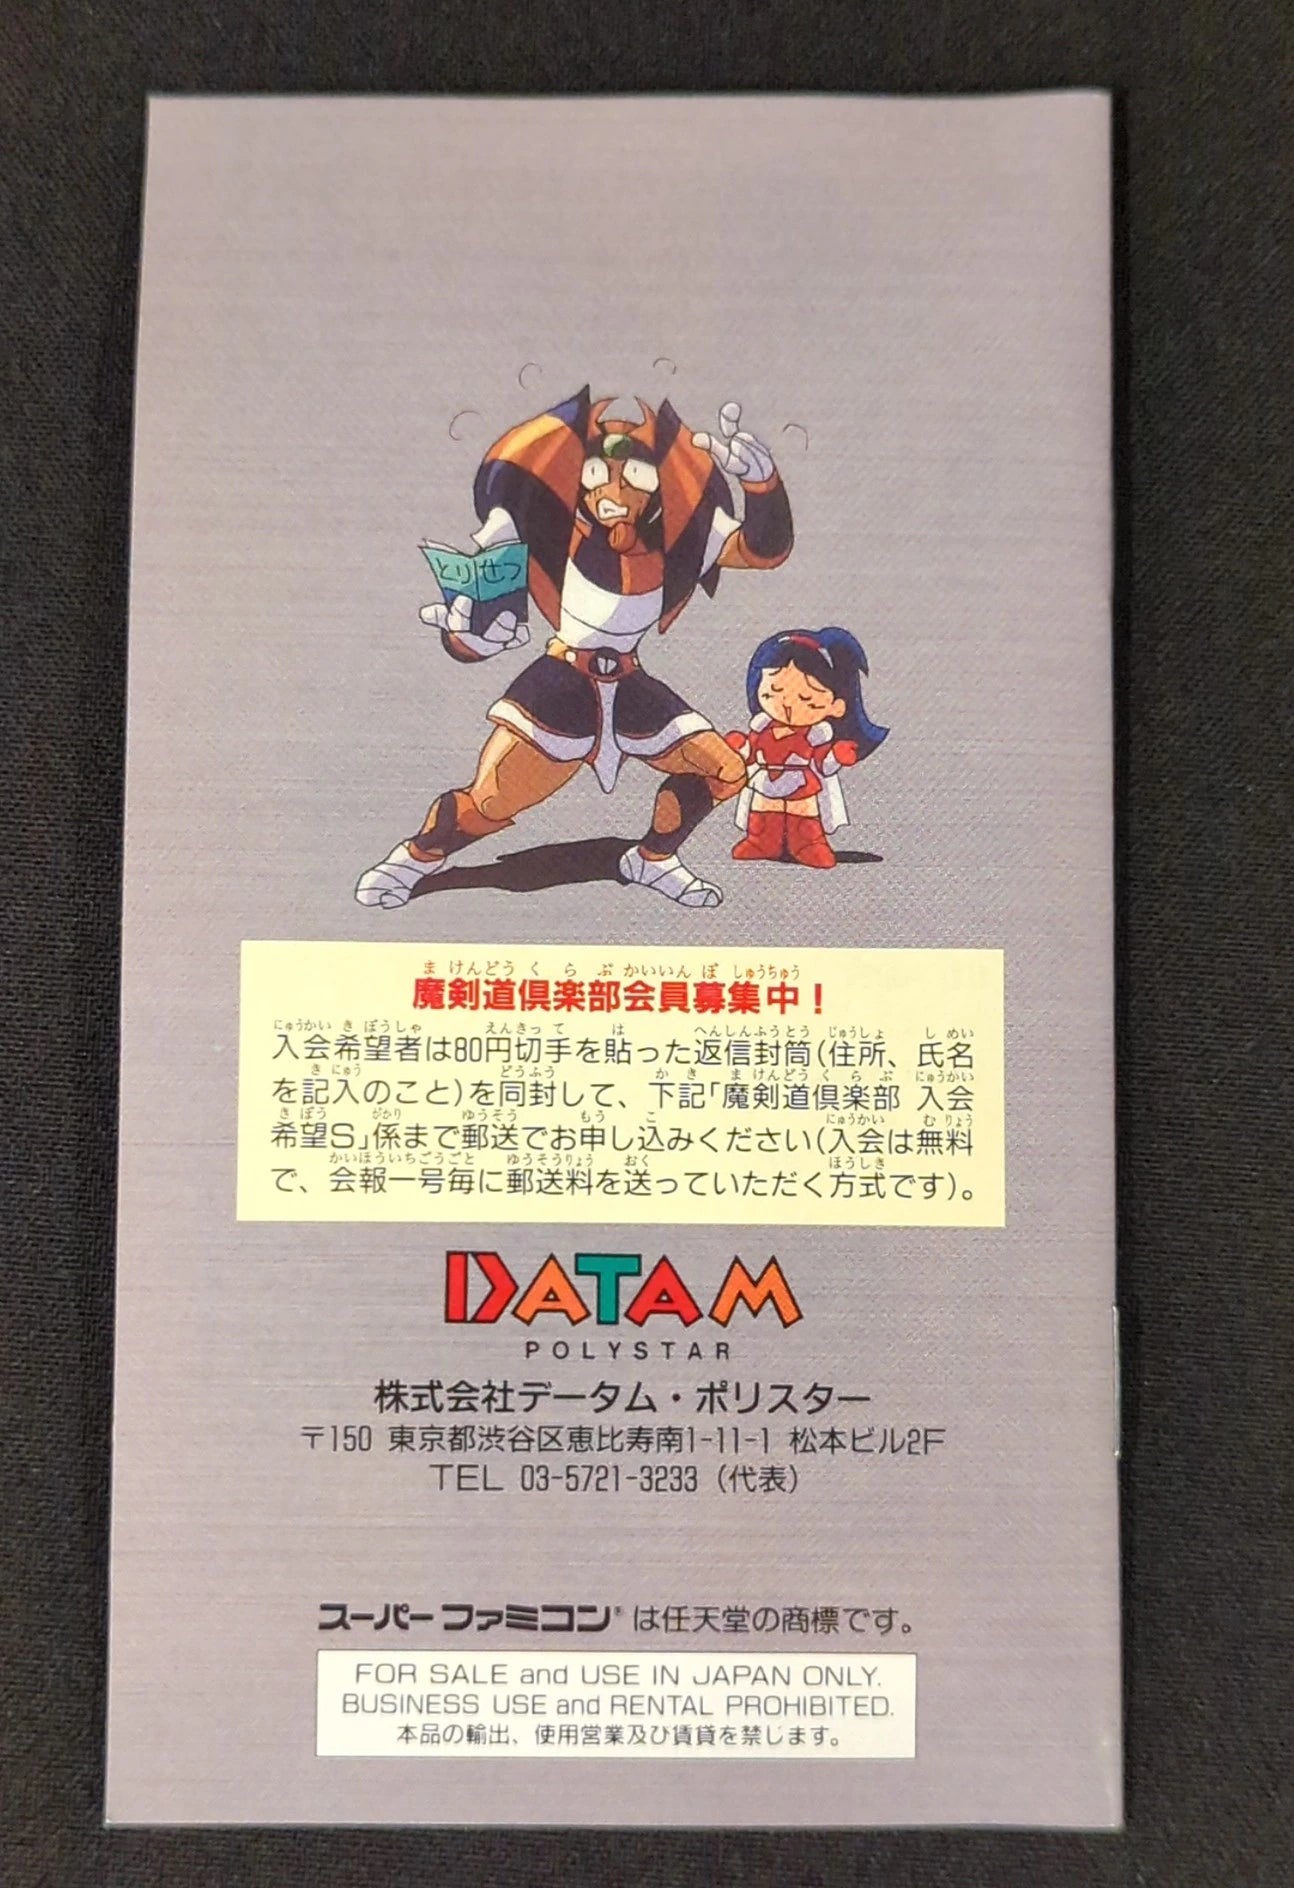 とりせつ
魔剣道倶楽部会員募集中！
入会希望者は80円切手を貼った返信封筒(住所、氏名
を記入のこと)を同封して、下記｢魔剣道倶楽部 入会
希望S｣係まで郵送でお申し込みください(入会は無料
で、会報一号毎に郵送料を送っていただく方式です)。
DATAM
POLYSTAR
株式会社データム・ポリスター
〒150 東京都渋谷区恵比寿南1-11-1 松本ビル2F
TEL 03-5721-3233（代表）
スーパーファミコン® は任天堂の商標です。
FOR SALE and USE IN JAPAN ONLY.
BUSINESS USE and RENTAL PROHIBITED.
本品の輸出、使用営業及び賃貸を禁じます。